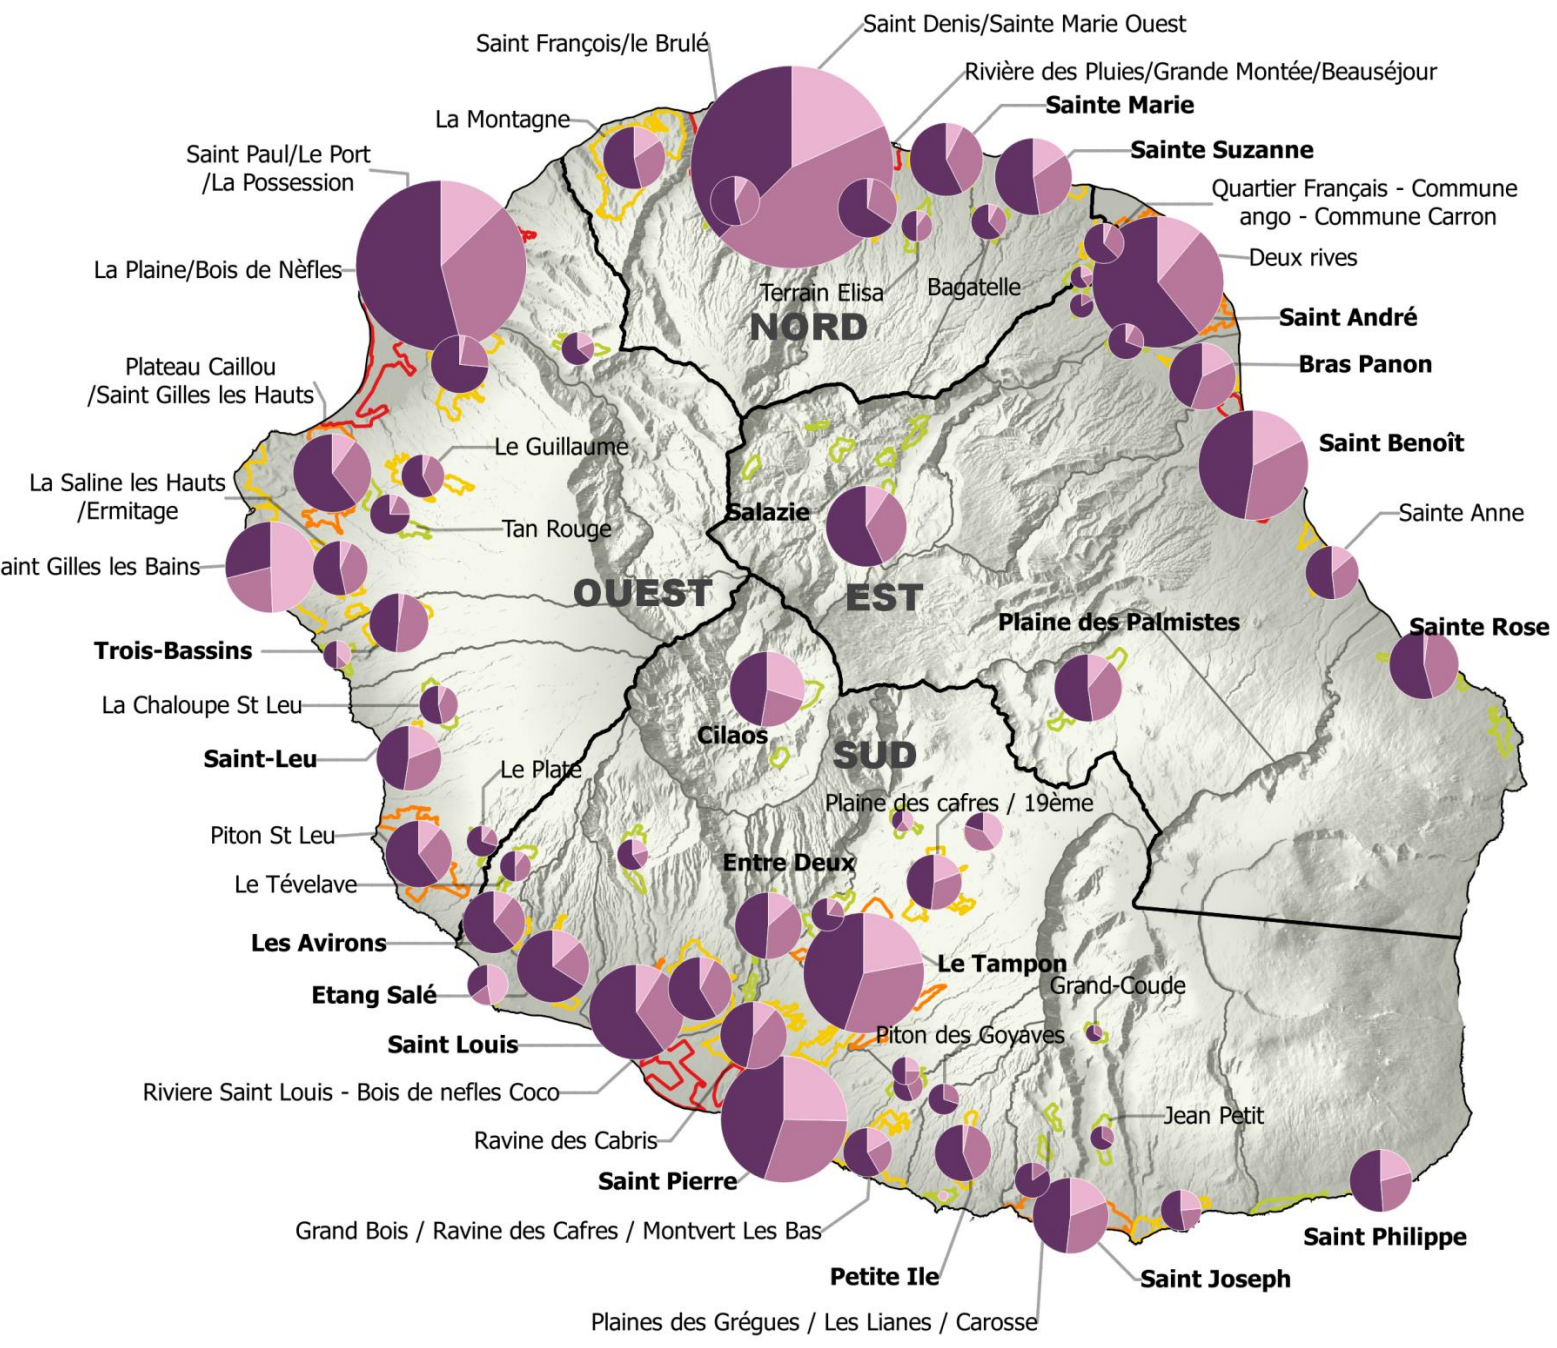 Saint Denis/Sainte Marie Ouest
Saint François/le Brulé
Rivière des Pluies/Grande Montée/Beauséjour
Sainte Marie
La Montagne
Sainte Suzanne
Saint Paul/Le Port
/La Possession
Quartier Français - Commune
ango - Commune Carron
Deux rives
La Plaine/Bois de Nèfles
Terrain Elisa
Bagatelle
NORD
Saint André
Plateau Caillou
/Saint Gilles les Hauts
Bras Panon
Le Guillaume
Saint Benoît
La Saline les Hauts
/Ermitage
Salazie
Sainte Anne
Tan Rouge
aint Gilles les Bains
OUEST
EST
Plaine des Palmistes
Sainte Rose
Trois-Bassins
La Chaloupe St Leu
Cilaos
SUD
Saint-Leu
Le Plate
Plaine des cafres / 19ème
Piton St Leu
Entre Deux
Le Tévelave
Les Avirons
Le Tampon
Etang Salé
Grand-Coude
Piton des Goyaves
Saint Louis
Riviere Saint Louis - Bois de nefles Coco
Jean Petit
Ravine des Cabris
Saint Pierre
Grand Bois / Ravine des Cafres / Montvert Les Bas
Saint Philippe
Petite Ile
Saint Joseph
Plaines des Grégues / Les Lianes / Carosse